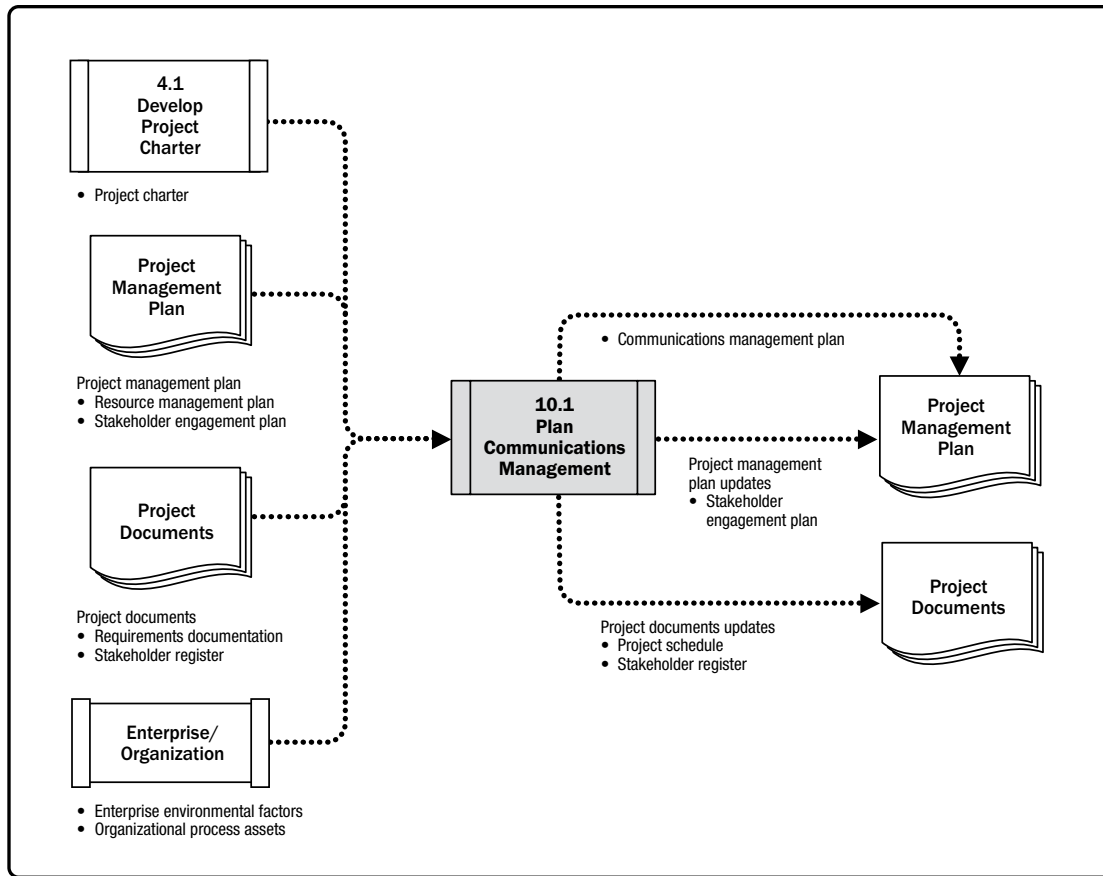 4.1
Develop
Project
Charter
• Project charter
Project
Management
Plan
Project management plan
• Resource management plan
• Stakeholder engagement plan
Project
Documents
Project documents
• Requirements documentation
• Stakeholder register
Enterprise/
Organization
• Enterprise environmental factors
• Organizational process assets
10.1
Plan
Communications
Management
• Communications management plan
Project management
plan updates
• Stakeholder
engagement plan
Project documents updates
• Project schedule
• Stakeholder register
Project
Management
Plan
Project
Documents